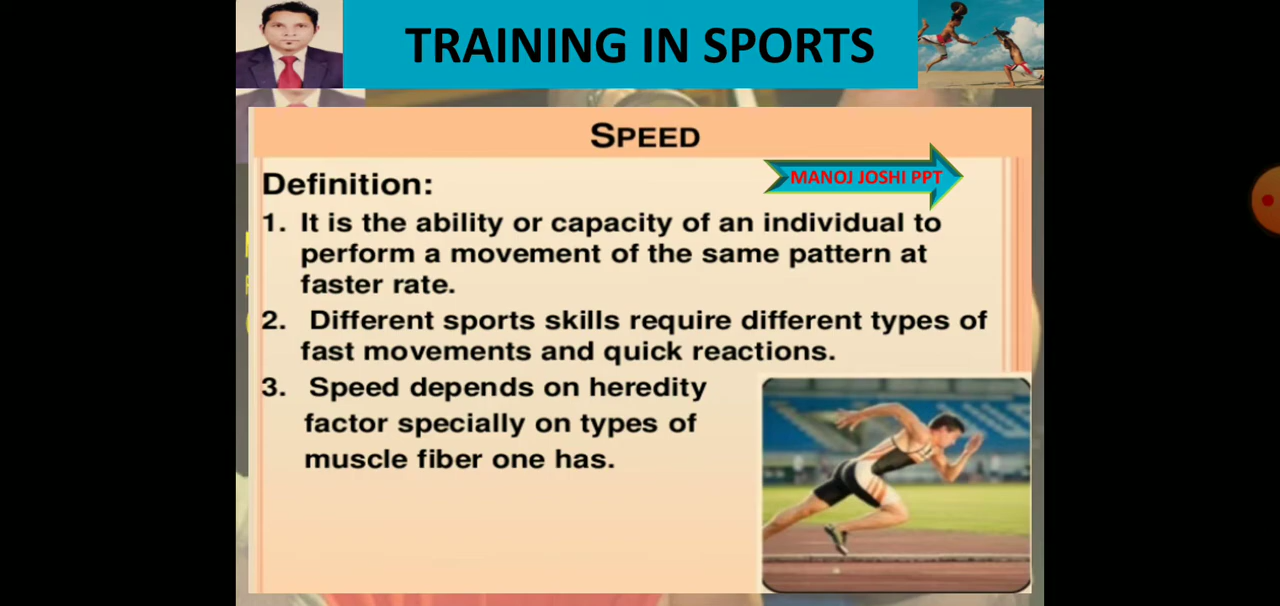 TRAINING IN SPORTS
SPEED
MANOJ JOSHI PPT
Definition:
1. It is the ability or capacity of an individual to
perform a movement of the same pattern at
faster rate.
2. Different sports skills require different types of
fast movements and quick reactions.
3. Speed depends on heredity
factor specially on types of
muscle fiber one has.